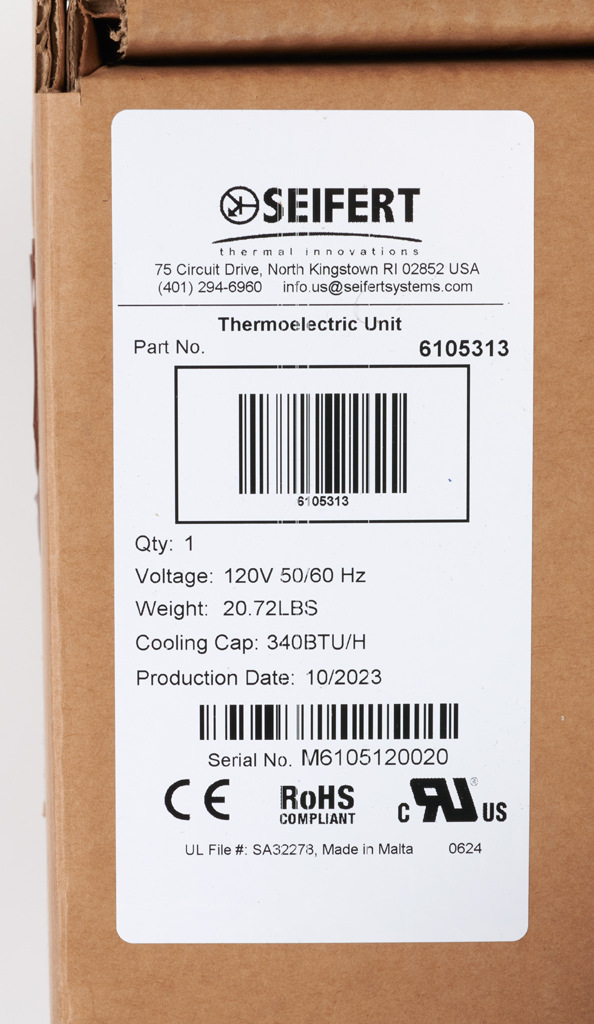 SEIFERT
thermal innovations
75 Circuit Drive, North Kingstown RI 02852 USA
(401) 294-6960 info.us@seifertsystems.com
Thermoelectric Unit
Part No. 6105313
6105313
Qty: 1
Voltage: 120V 50/60 Hz
Weight: 20.72LBS
Cooling Cap: 340BTU/H
Production Date: 10/2023
Serial No. M6105120020
CE RoHS COMPLIANT c UL ® US
UL File #: SA32278, Made in Malta 0624